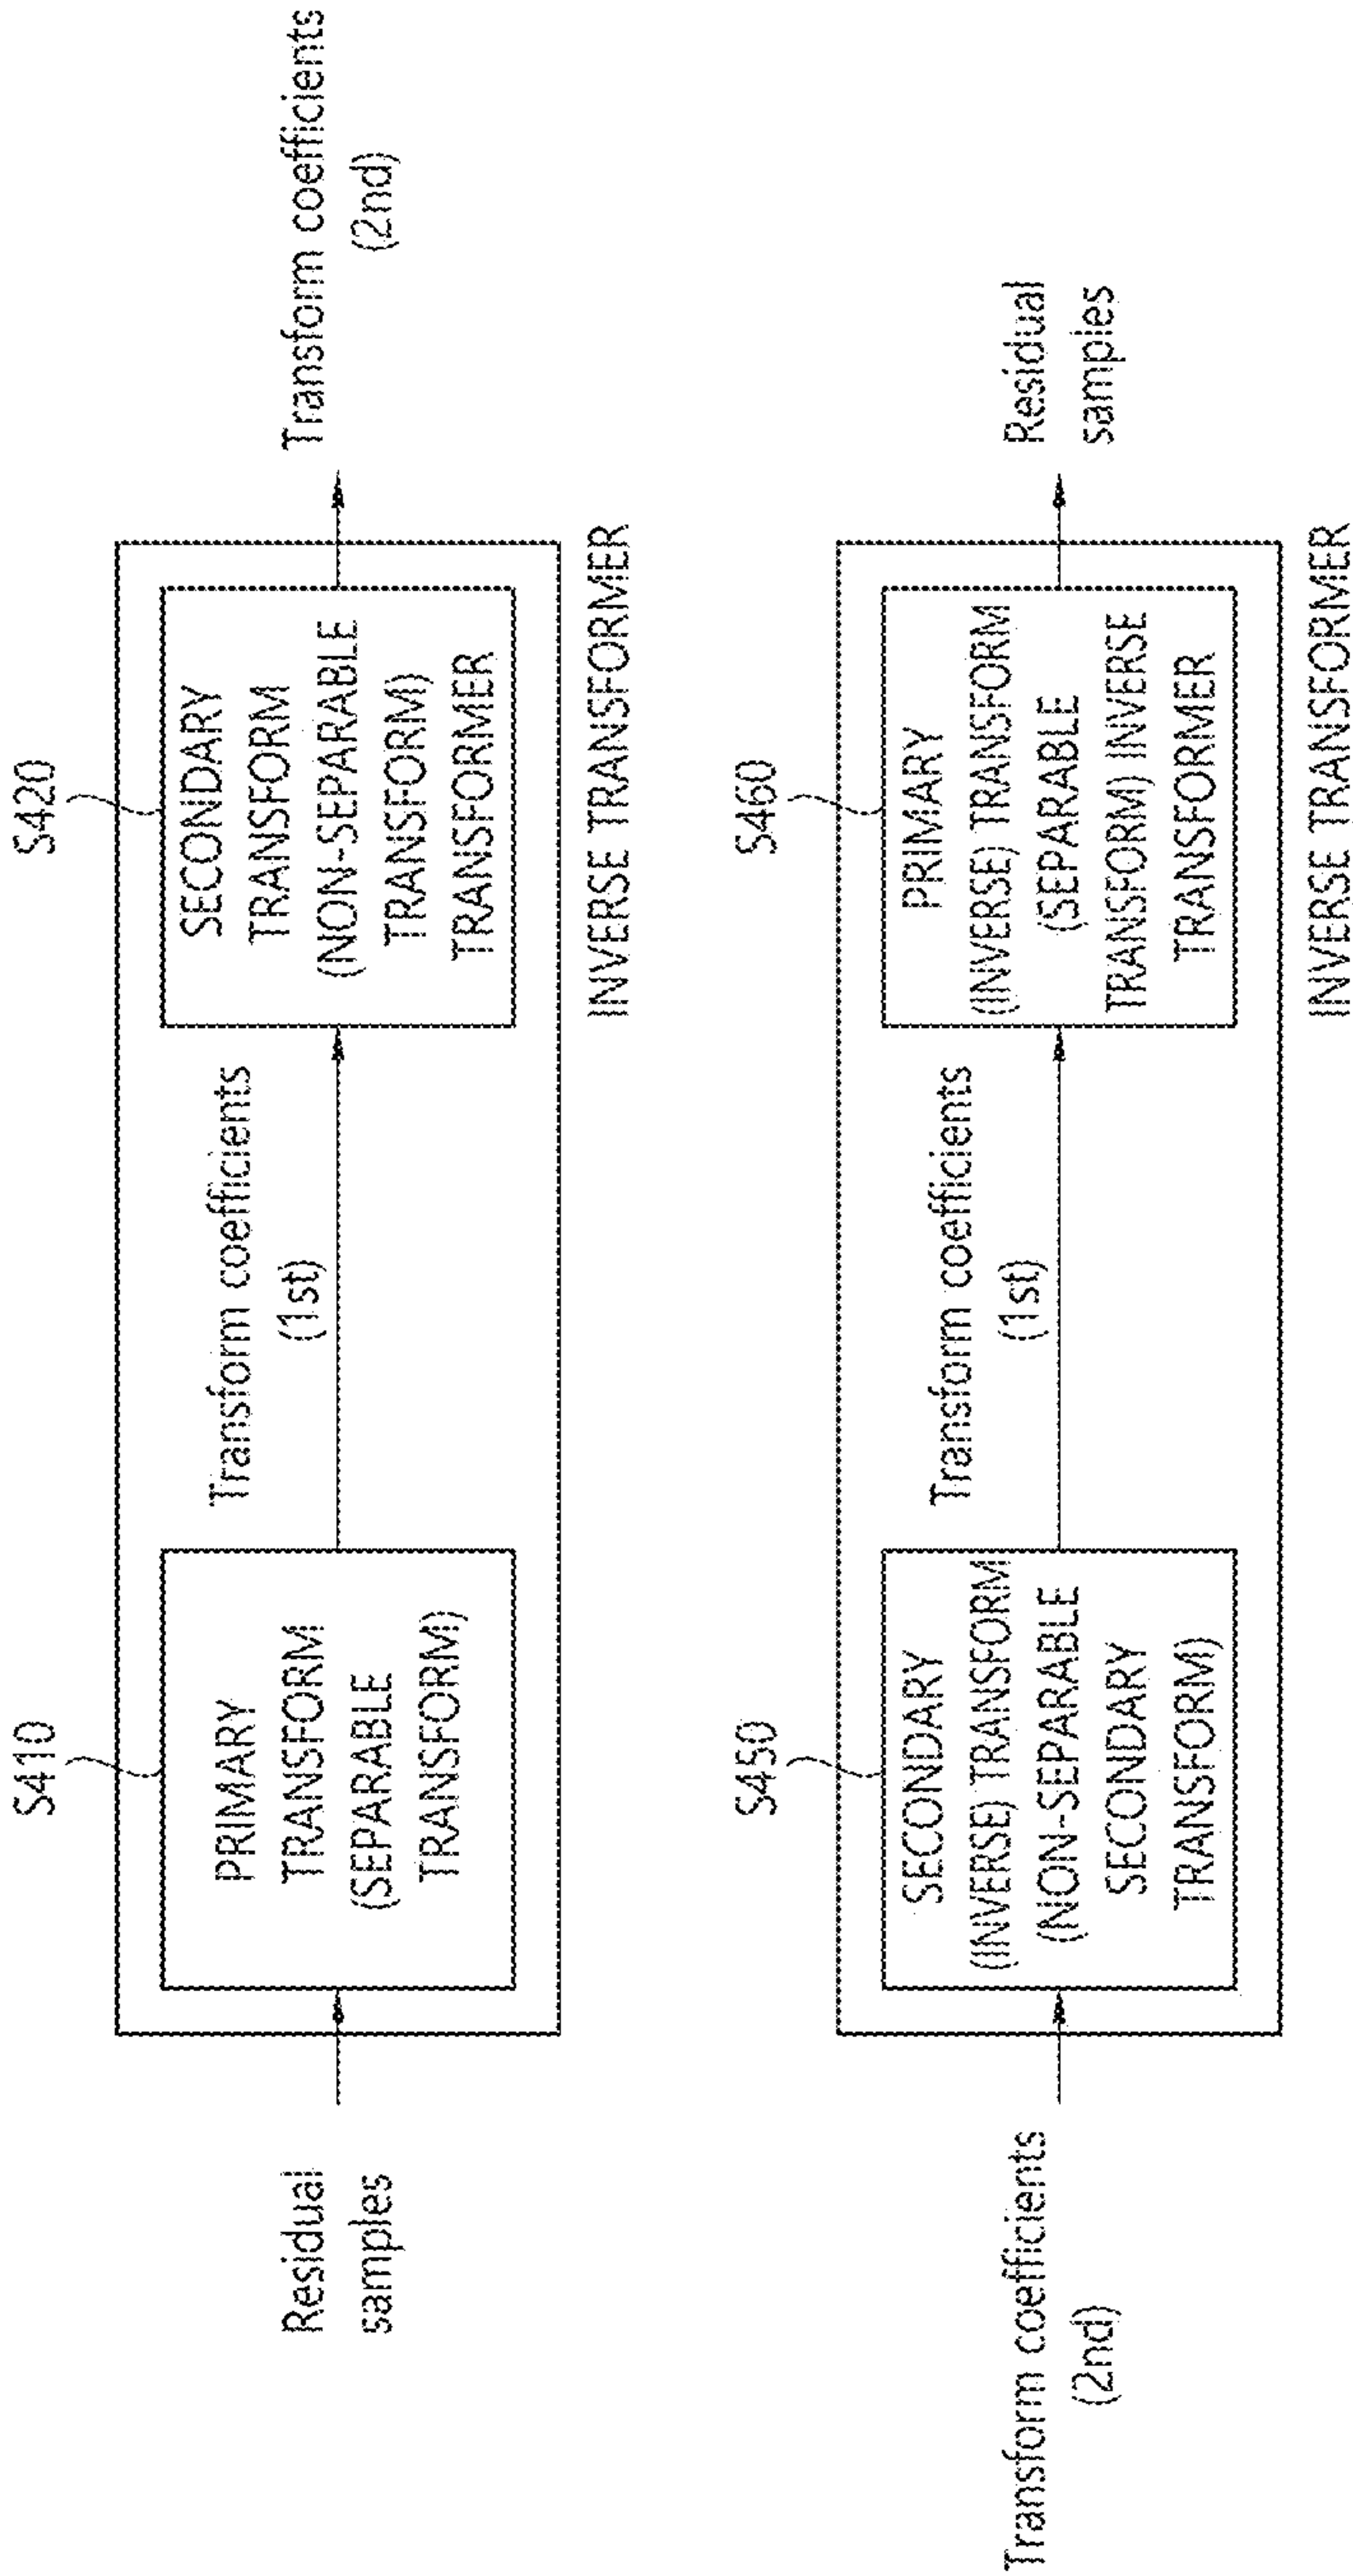 S410
S420
Residual
samples
PRIMARY
TRANSFORM
(SEPARABLE
TRANSFORM)
Transform coefficients
(1st)
SECONDARY
TRANSFORM
(NON-SEPARABLE
TRANSFORM)
TRANSFORMER
Transform coefficients
(2nd)
INVERSE TRANSFORMER
S450
S460
Transform coefficients
(2nd)
SECONDARY
(INVERSE) TRANSFORM
(NON-SEPARABLE
SECONDARY
TRANSFORM)
Transform coefficients
(1st)
PRIMARY
(INVERSE) TRANSFORM
(SEPARABLE
TRANSFORM) INVERSE
TRANSFORMER
Residual
samples
INVERSE TRANSFORMER